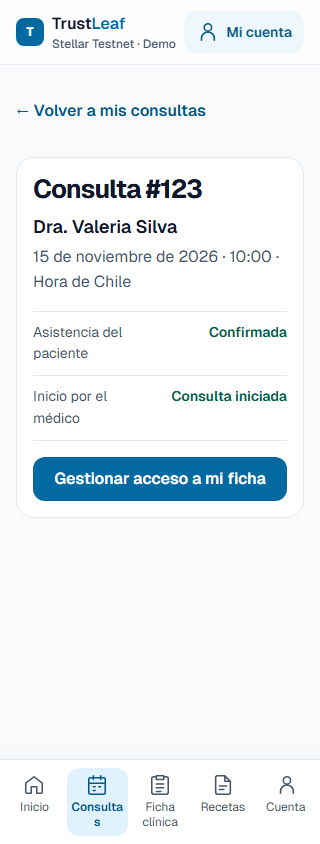 T
TrustLeaf
Stellar Testnet · Demo
Mi cuenta
← Volver a mis consultas
Consulta #123
Dra. Valeria Silva
15 de noviembre de 2026 · 10:00 ·
Hora de Chile
Asistencia del
paciente
Confirmada
Inicio por el
médico
Consulta iniciada
Gestionar acceso a mi ficha
Inicio
Consulta
s
Ficha
clínica
Recetas
Cuenta